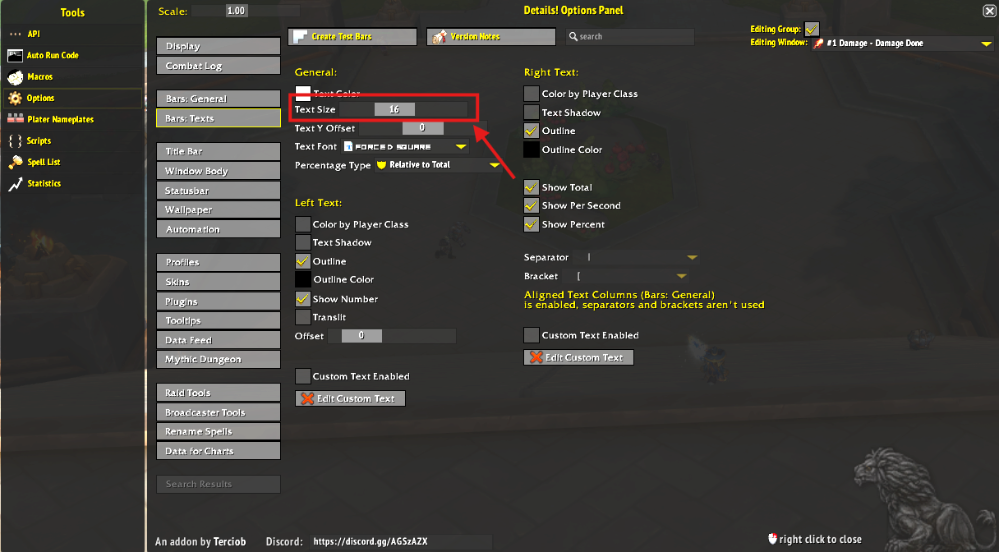 Tools
API
Auto Run Code
Macros
Options
Plater Nameplates
Scripts
Spell List
Statistics
Scale: 1.00
Details! Options Panel
Display
Combat Log
Bars: General
Bars: Texts
Title Bar
Window Body
Statusbar
Wallpaper
Automation
Profiles
Skins
Plugins
Tooltips
Data Feed
Mythic Dungeon
Raid Tools
Broadcaster Tools
Rename Spells
Data for Charts
Search Results
Create Test Bars
Version Notes
search
Editing Group:
Editing Window: #1 Damage - Damage Done
General:
Text Color
Text Size 16
Text Y Offset 0
Text Font FORCED SQUARE
Percentage Type Relative to Total
Left Text:
Color by Player Class
Text Shadow
Outline
Outline Color
Show Number
Translit
Offset 0
Custom Text Enabled
Edit Custom Text
Right Text:
Color by Player Class
Text Shadow
Outline
Outline Color
Show Total
Show Per Second
Show Percent
Separator |
Bracket [
Aligned Text Columns (Bars: General)
is enabled, separators and brackets aren't used
Custom Text Enabled
Edit Custom Text
An addon by Terciob
Discord: https://discord.gg/AGSzAZX
right click to close